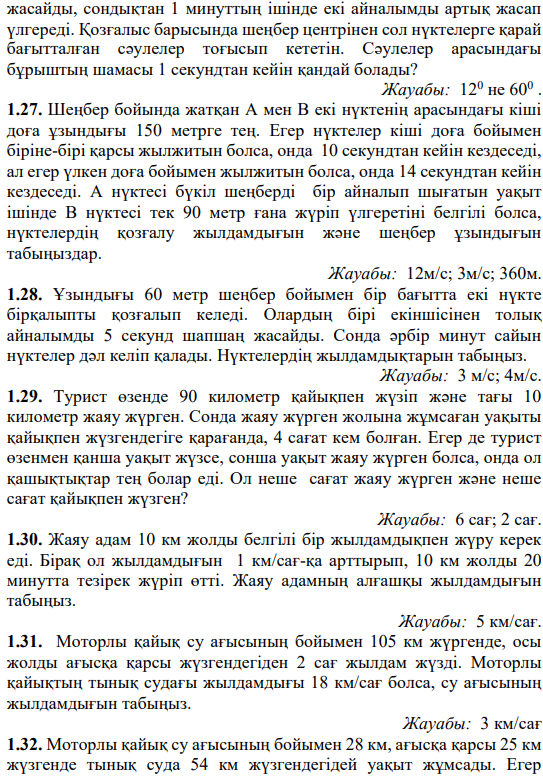 жасайды, сондықтан 1 минуттың ішінде екі айналымды артық жасап
үлгереді. Қозғалыс барысында шеңбер центрінен сол нүктелерге қарай
бағытталған сәулелер тоғысып кететін. Сәулелер арасындағы
бұрыштың шамасы 1 секундтан кейін қандай болады?
Жауабы: 12⁰ не 60⁰ .
1.27. Шеңбер бойында жатқан А мен В екі нүктенің арасындағы кіші
доға ұзындығы 150 метрге тең. Егер нүктелер кіші доға бойымен
біріне-бірі қарсы жылжитын болса, онда 10 секундтан кейін кездеседі,
ал егер үлкен доға бойымен жылжитын болса, онда 14 секундтан кейін
кездеседі. А нүктесі бүкіл шеңберді бір айналып шығатын уақыт
ішінде В нүктесі тек 90 метр ғана жүріп үлгеретіні белгілі болса,
нүктелердің қозғалу жылдамдығын және шеңбер ұзындығын
табыңыздар.
Жауабы: 12м/с; 3м/с; 360м.
1.28. Ұзындығы 60 метр шеңбер бойымен бір бағытта екі нүкте
бірқалыпты қозғалып келеді. Олардың бірі екіншісінен толық
айналымды 5 секунд шапшаң жасайды. Сонда әрбір минут сайын
нүктелер дәл келіп қалады. Нүктелердің жылдамдықтарын табыңыз.
Жауабы: 3 м/с; 4м/с.
1.29. Турист өзенде 90 километр қайықпен жүзіп және тағы 10
километр жаяу жүрген. Сонда жаяу жүрген жолына жұмсаған уақыты
қайықпен жүзгендегіге қарағанда, 4 сағат кем болған. Егер де турист
өзенмен қанша уақыт жүзсе, сонша уақыт жаяу жүрген болса, онда ол
қашықтықтар тең болар еді. Ол неше сағат жаяу жүрген және неше
сағат қайықпен жүзген?
Жауабы: 6 сағ; 2 сағ.
1.30. Жаяу адам 10 км жолды белгілі бір жылдамдықпен жүру керек
еді. Бірақ ол жылдамдығын 1 км/сағ-қа арттырып, 10 км жолды 20
минутта тезірек жүріп өтті. Жаяу адамның алғашқы жылдамдығын
табыңыз.
Жауабы: 5 км/сағ.
1.31. Моторлы қайық су ағысының бойымен 105 км жүргенде, осы
жолды ағысқа қарсы жүзгендегіден 2 сағ жылдам жүзді. Моторлы
қайықтың тынық судағы жылдамдығы 18 км/сағ болса, су ағысының
жылдамдығын табыңыз.
Жауабы: 3 км/сағ
1.32. Моторлы қайық су ағысының бойымен 28 км, ағысқа қарсы 25 км
жүзгенде тынық суда 54 км жүзгендегідей уақыт жұмсады. Егер